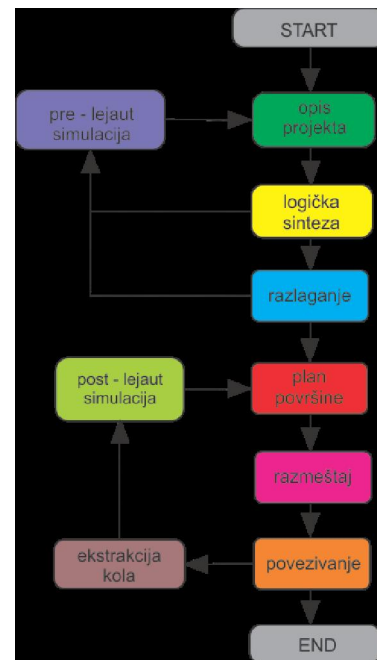 START
pre - lejaut
simulacija
opis
projekta
logička
sinteza
razlaganje
post - lejaut
simulacija
plan
površine
razmeštaj
ekstrakcija
kola
povezivanje
END